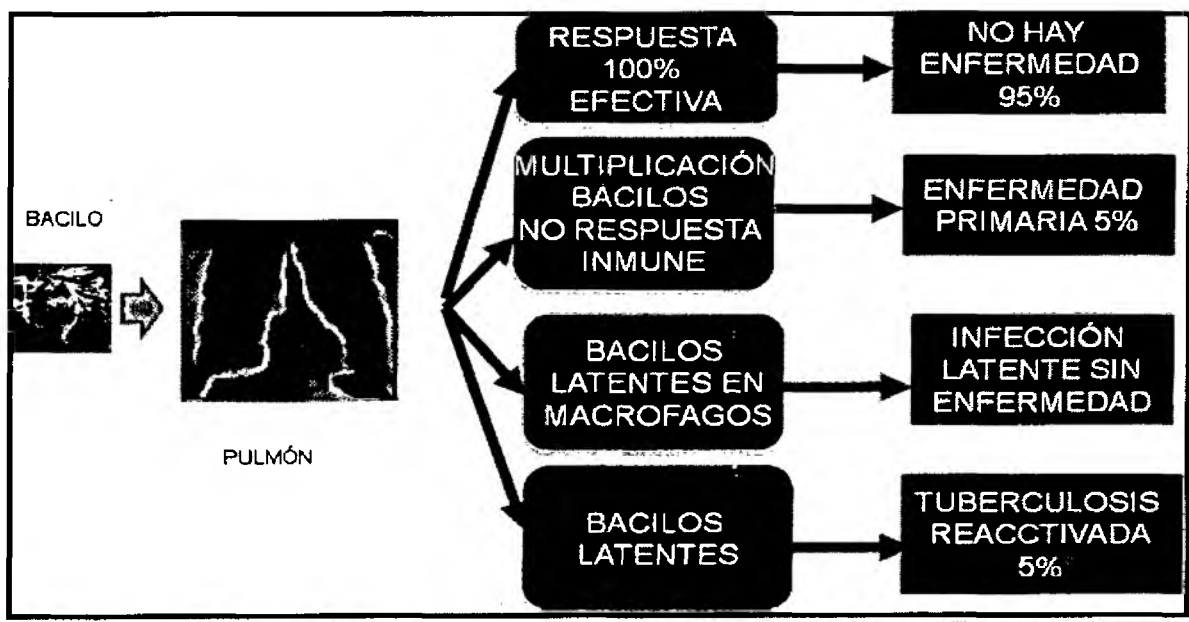 BACILO
PULMÓN
RESPUESTA
100%
EFECTIVA
NO HAY
ENFERMEDAD
95%
MULTIPLICACIÓN
BACILOS
NO RESPUESTA
INMUNE
ENFERMEDAD
PRIMARIA 5%
BACILOS
LATENTES EN
MACROFAGOS
INFECCIÓN
LATENTE SIN
ENFERMEDAD
BACILOS
LATENTES
TUBERCULOSIS
REACCTIVADA
5%